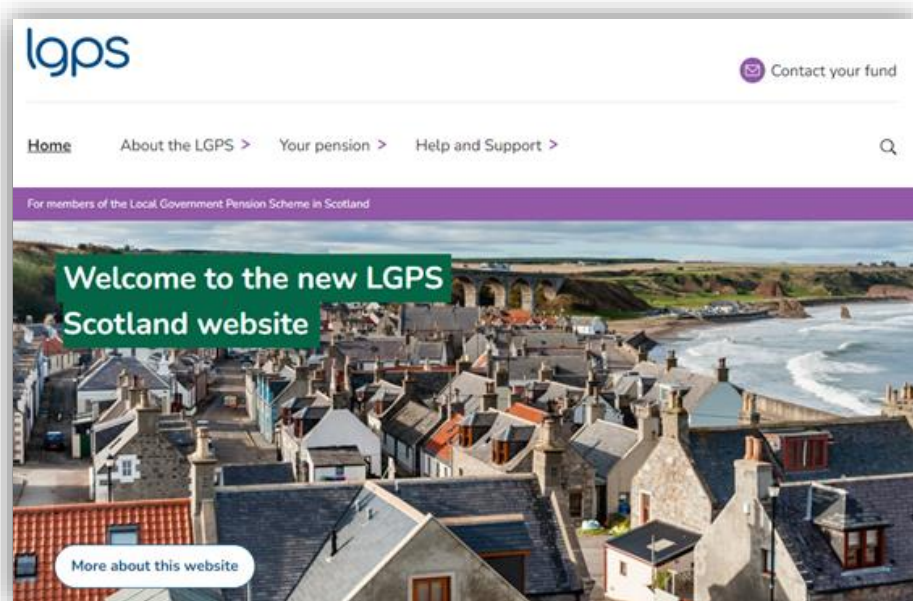 lgps
Contact your fund
Home About the LGPS > Your pension > Help and Support >
For members of the Local Government Pension Scheme in Scotland
Welcome to the new LGPS
Scotland website
More about this website